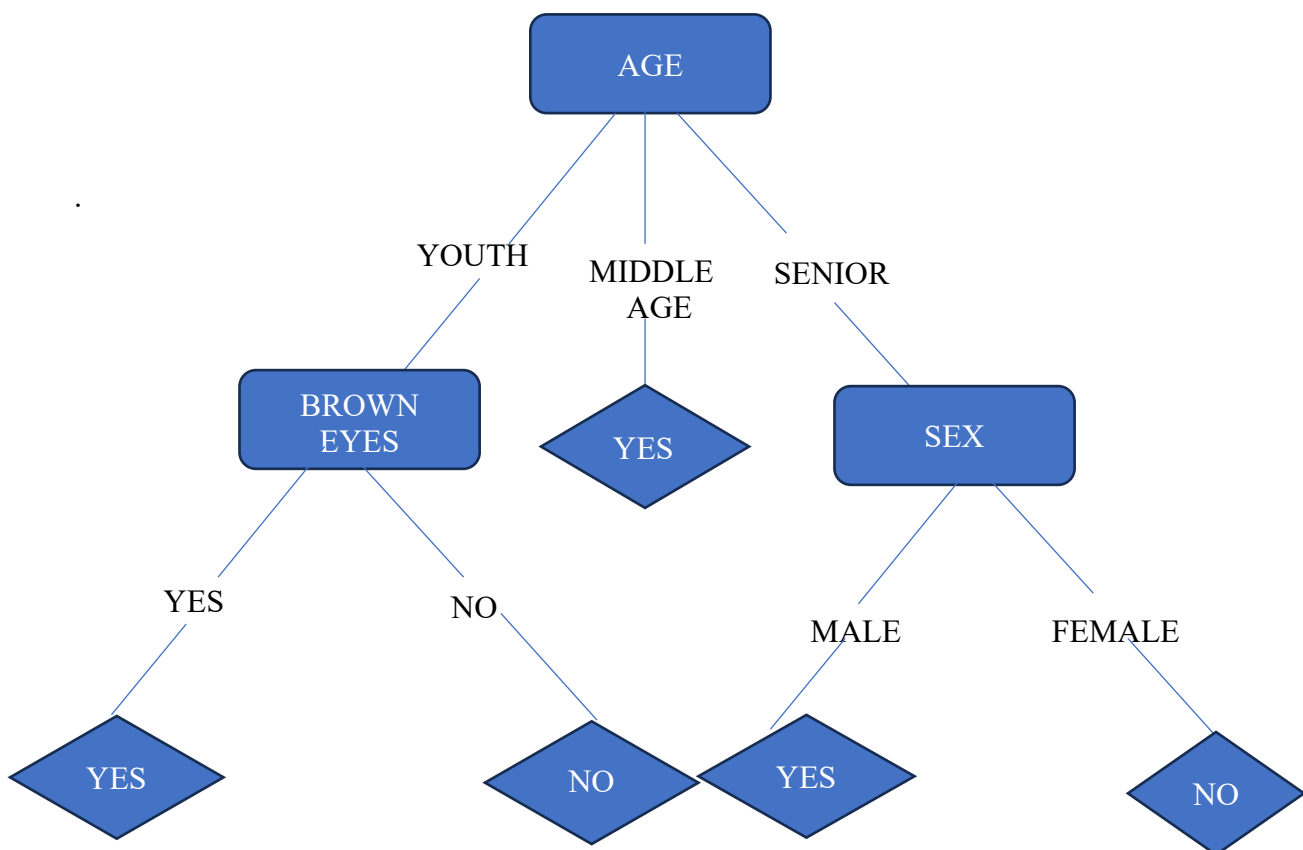 AGE
.
YOUTH
MIDDLE
AGE
SENIOR
BROWN
EYES
YES
SEX
YES
NO
MALE
FEMALE
YES
NO
YES
NO